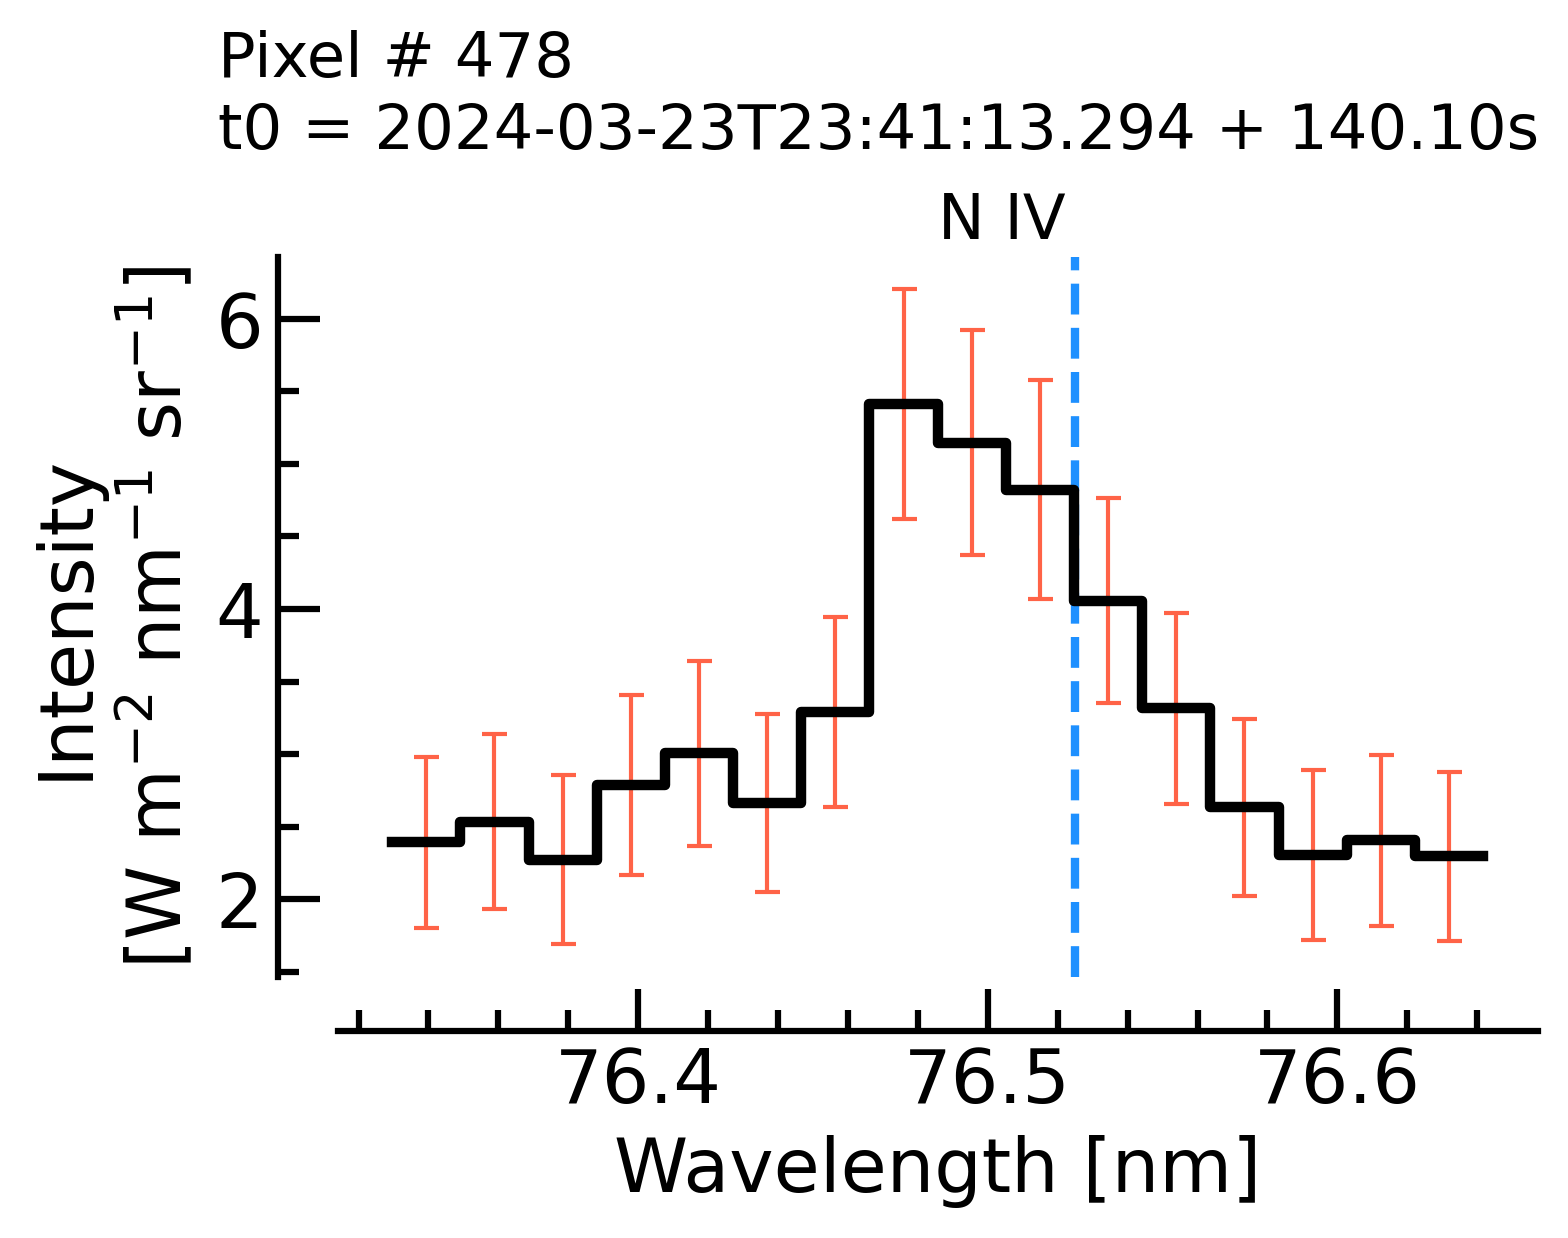 Pixel # 478
t0 = 2024-03-23T23:41:13.294 + 140.10s
N IV
Intensity
[W m⁻² nm⁻¹ sr⁻¹]
6
4
2
76.4 76.5 76.6
Wavelength [nm]